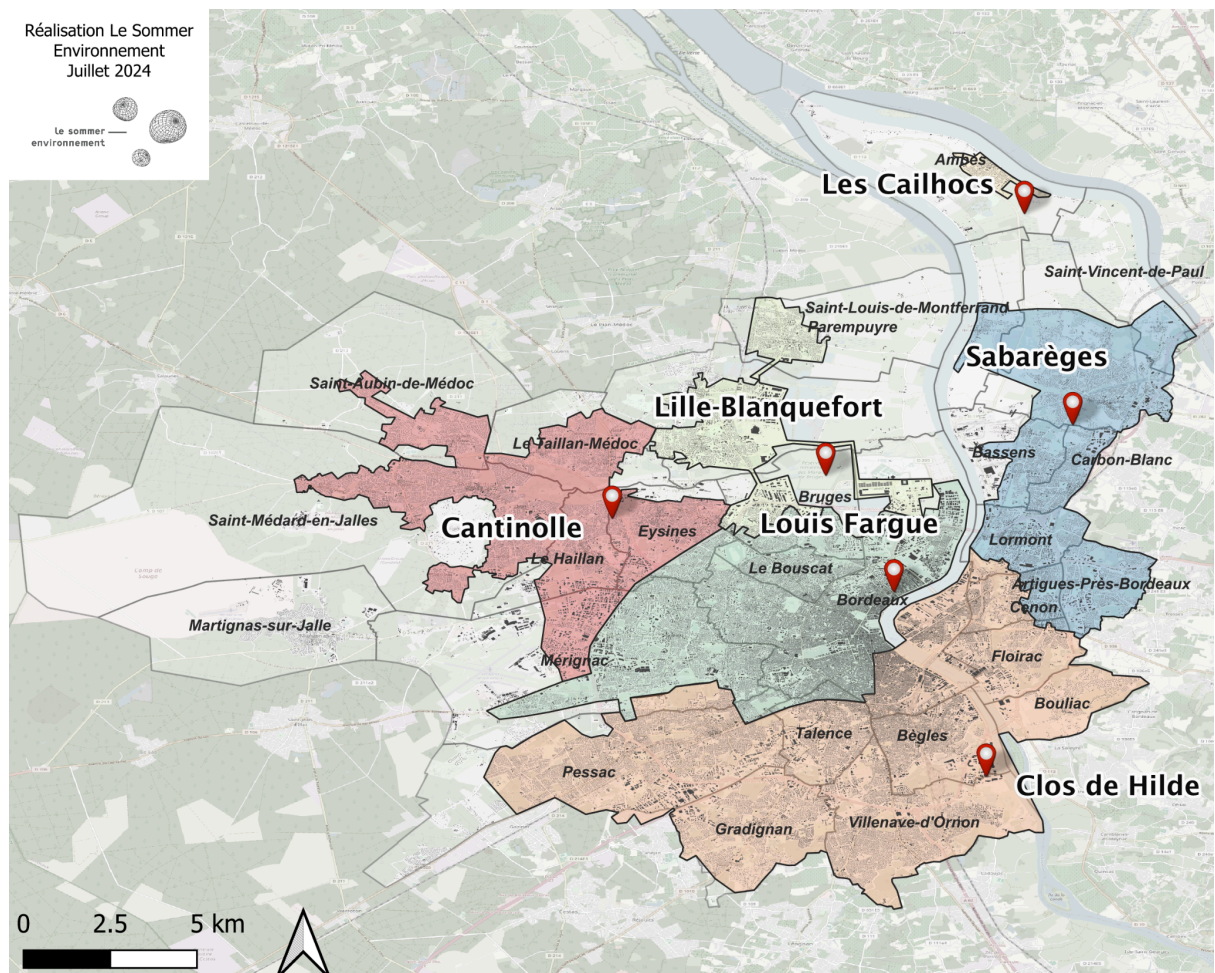 Réalisation Le Sommer
Environnement
Juillet 2024
le sommer
environnement
Ambès
Les Cailhocs
Saint-Vincent-de-Paul
Saint-Louis-de-Montferrand
Parempuyre
Sabarèges
Saint-Aubin-de-Médoc
Lille-Blanquefort
Le Taillan-Médoc
Bassens
Carbon-Blanc
Bruges
Saint-Médard-en-Jalles
Cantinolle
Eysines
Louis Fargue
Lormont
Le Haillan
Le Bouscat
Artigues-Près-Bordeaux
Bordeaux
Cenon
Martignas-sur-Jalle
Floirac
Mérignac
Bouliac
Talence
Bègles
Pessac
Clos de Hilde
Gradignan
Villenave-d'Ornon
0 2.5 5 km